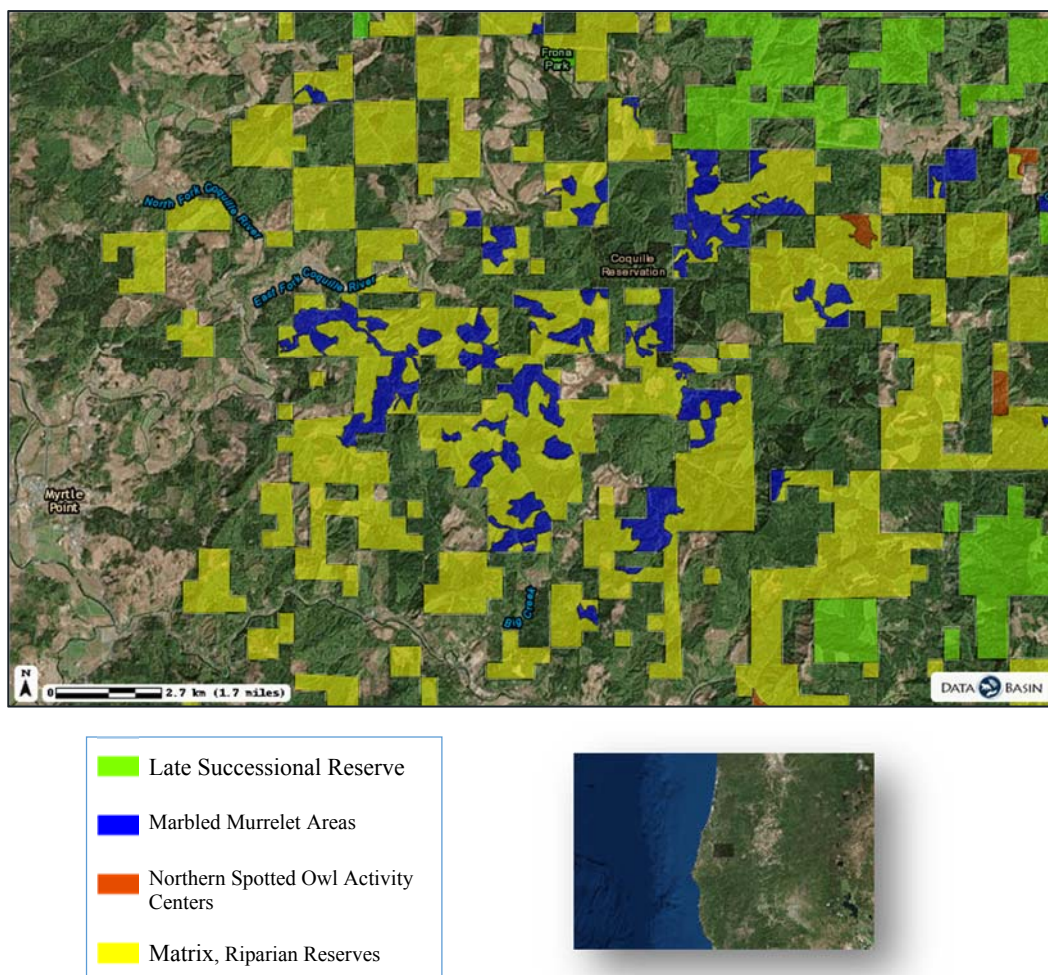 Frona
Park
North Fork Coquille River
Coquille
Reservation
East Fork Coquille River
Myrtle
Point
Big Creek
N
0 2.7 km (1.7 miles)
DATA BASIN
Late Successional Reserve
Marbled Murrelet Areas
Northern Spotted Owl Activity
Centers
Matrix, Riparian Reserves